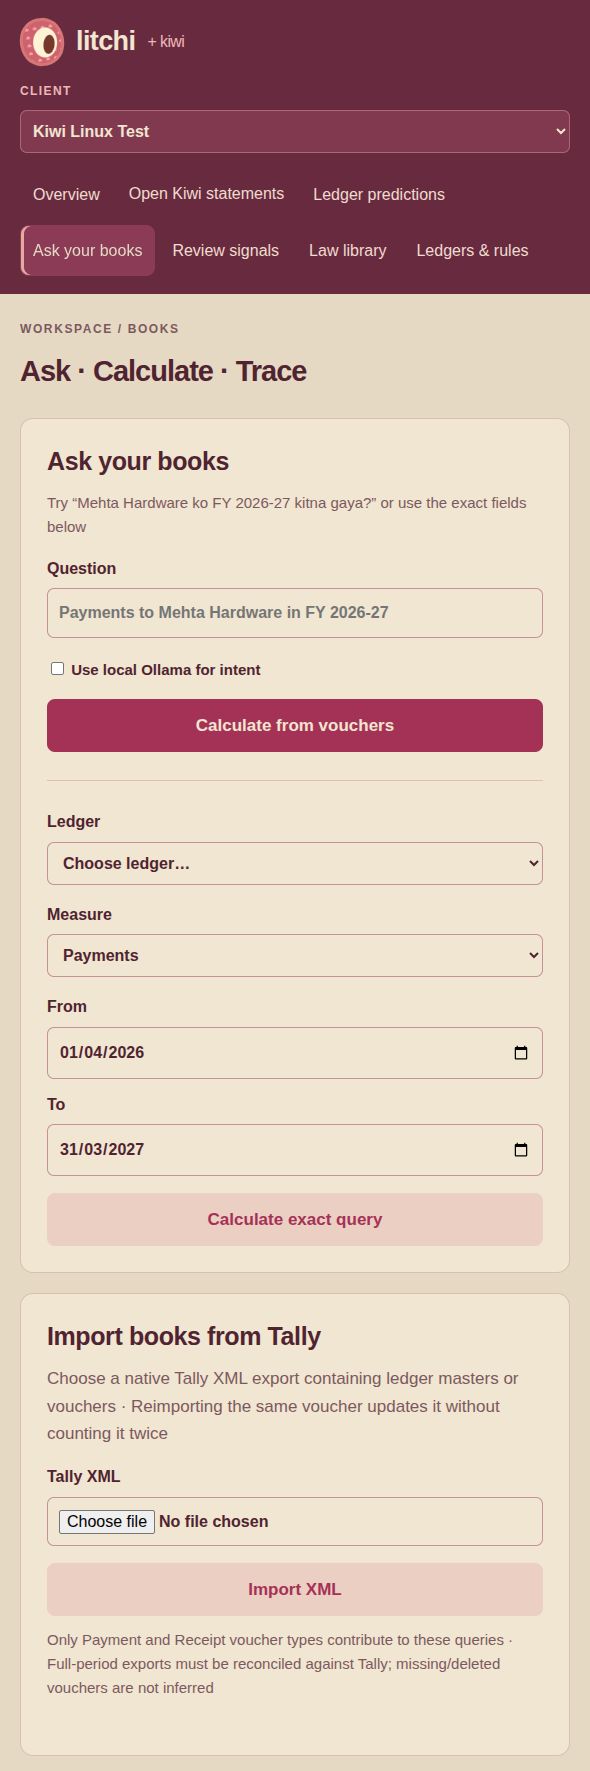 litchi + kiwi
CLIENT
Kiwi Linux Test
Overview Open Kiwi statements Ledger predictions
Ask your books Review signals Law library Ledgers & rules
WORKSPACE / BOOKS
Ask · Calculate · Trace
Ask your books
Try “Mehta Hardware ko FY 2026-27 kitna gaya?” or use the exact fields
below
Question
Payments to Mehta Hardware in FY 2026-27
Use local Ollama for intent
Calculate from vouchers
Ledger
Choose ledger…
Measure
Payments
From
01/04/2026
To
31/03/2027
Calculate exact query
Import books from Tally
Choose a native Tally XML export containing ledger masters or
vouchers · Reimporting the same voucher updates it without
counting it twice
Tally XML
Choose file No file chosen
Import XML
Only Payment and Receipt voucher types contribute to these queries ·
Full-period exports must be reconciled against Tally; missing/deleted
vouchers are not inferred